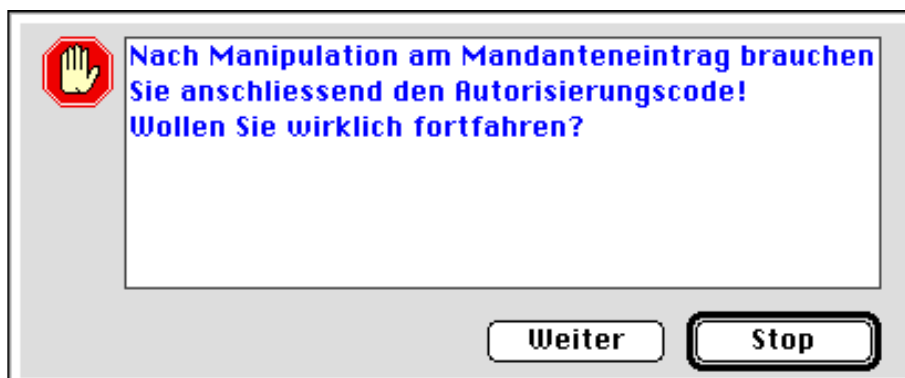 Nach Manipulation am Mandanteneintrag brauchen
Sie anschliessend den Autorisierungscode!
Wollen Sie wirklich fortfahren?
Weiter
Stop